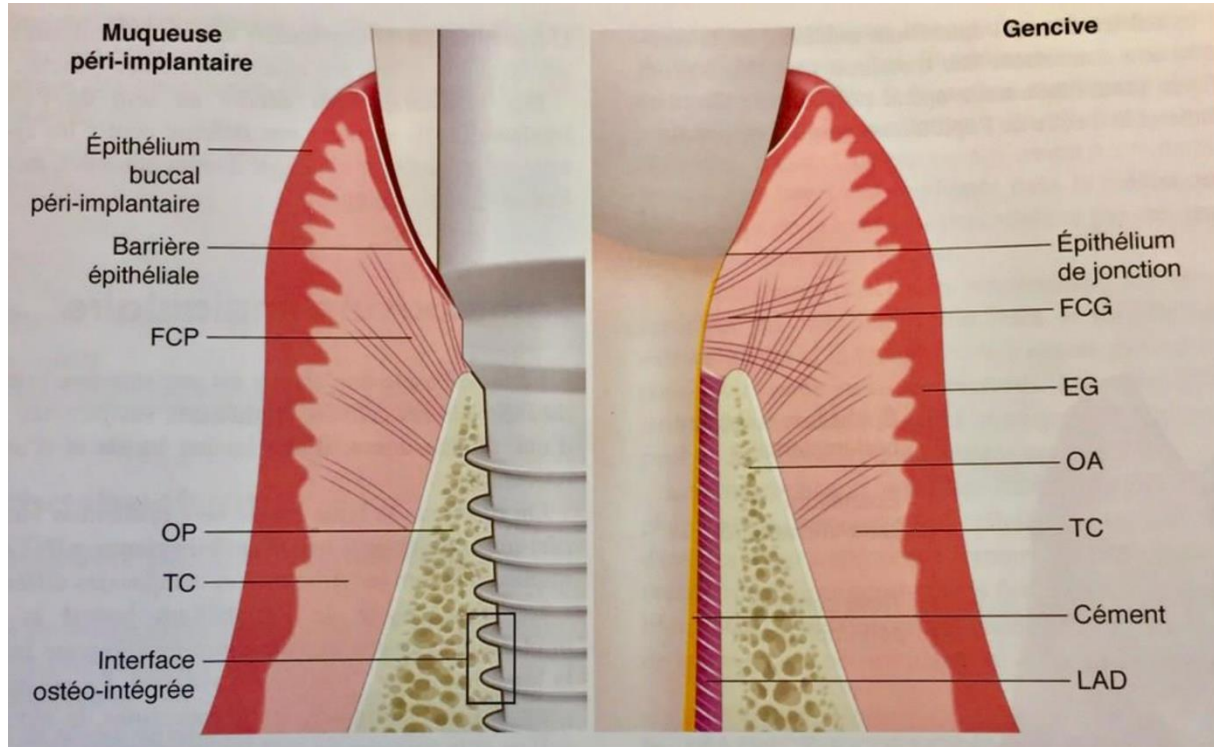 Muqueuse
péri-implantaire
Épithélium
buccal
péri-implantaire
Barrière
épithéliale
FCP
OP
TC
Interface
ostéo-intégrée
Gencive
Épithélium
de jonction
FCG
EG
OA
TC
Cément
LAD